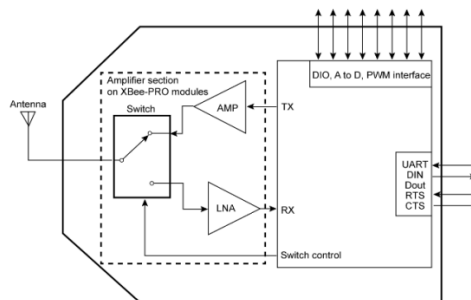 Amplifier section
on XBee-PRO modules
Antenna
Switch
AMP
LNA
TX
RX
Switch control
DIO, A to D, PWM interface
UART
DIN
Dout
RTS
CTS